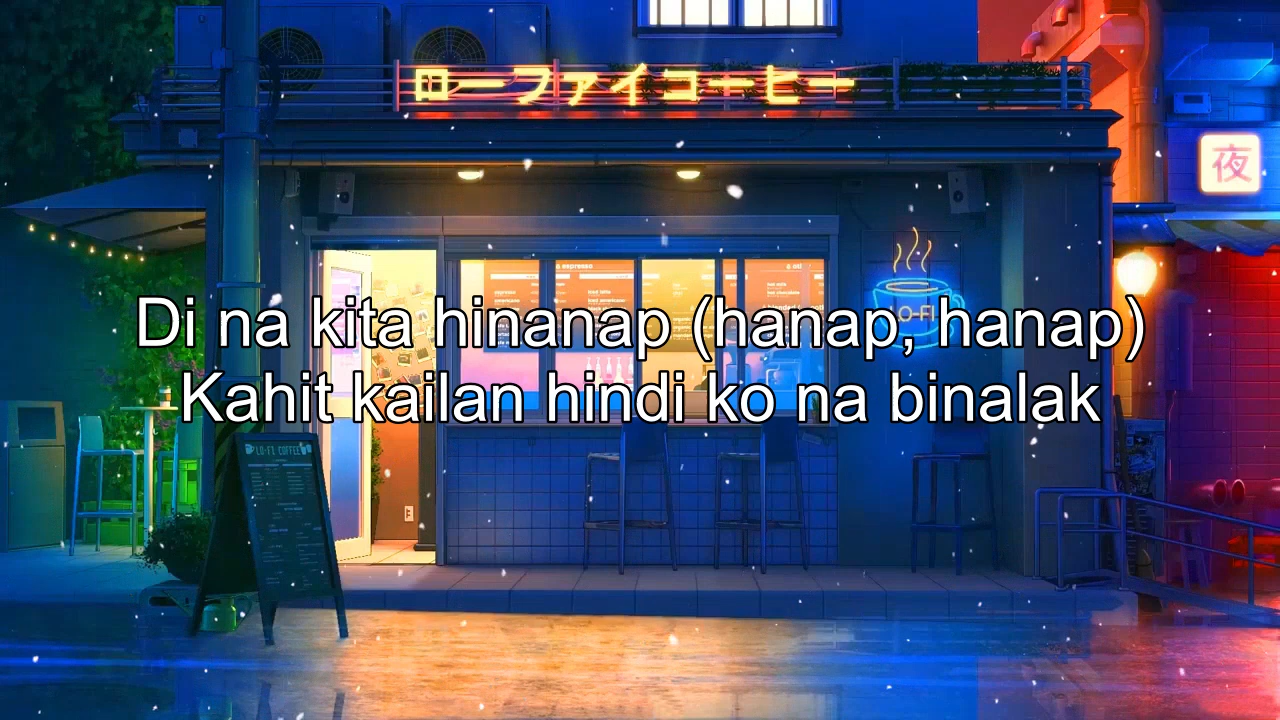 ローファイコーヒー
夜
espresso
LO-FI
Di na kita hinanap (hanap, hanap)
Kahit kailan hindi ko na binalak
LO-FI COFFEE